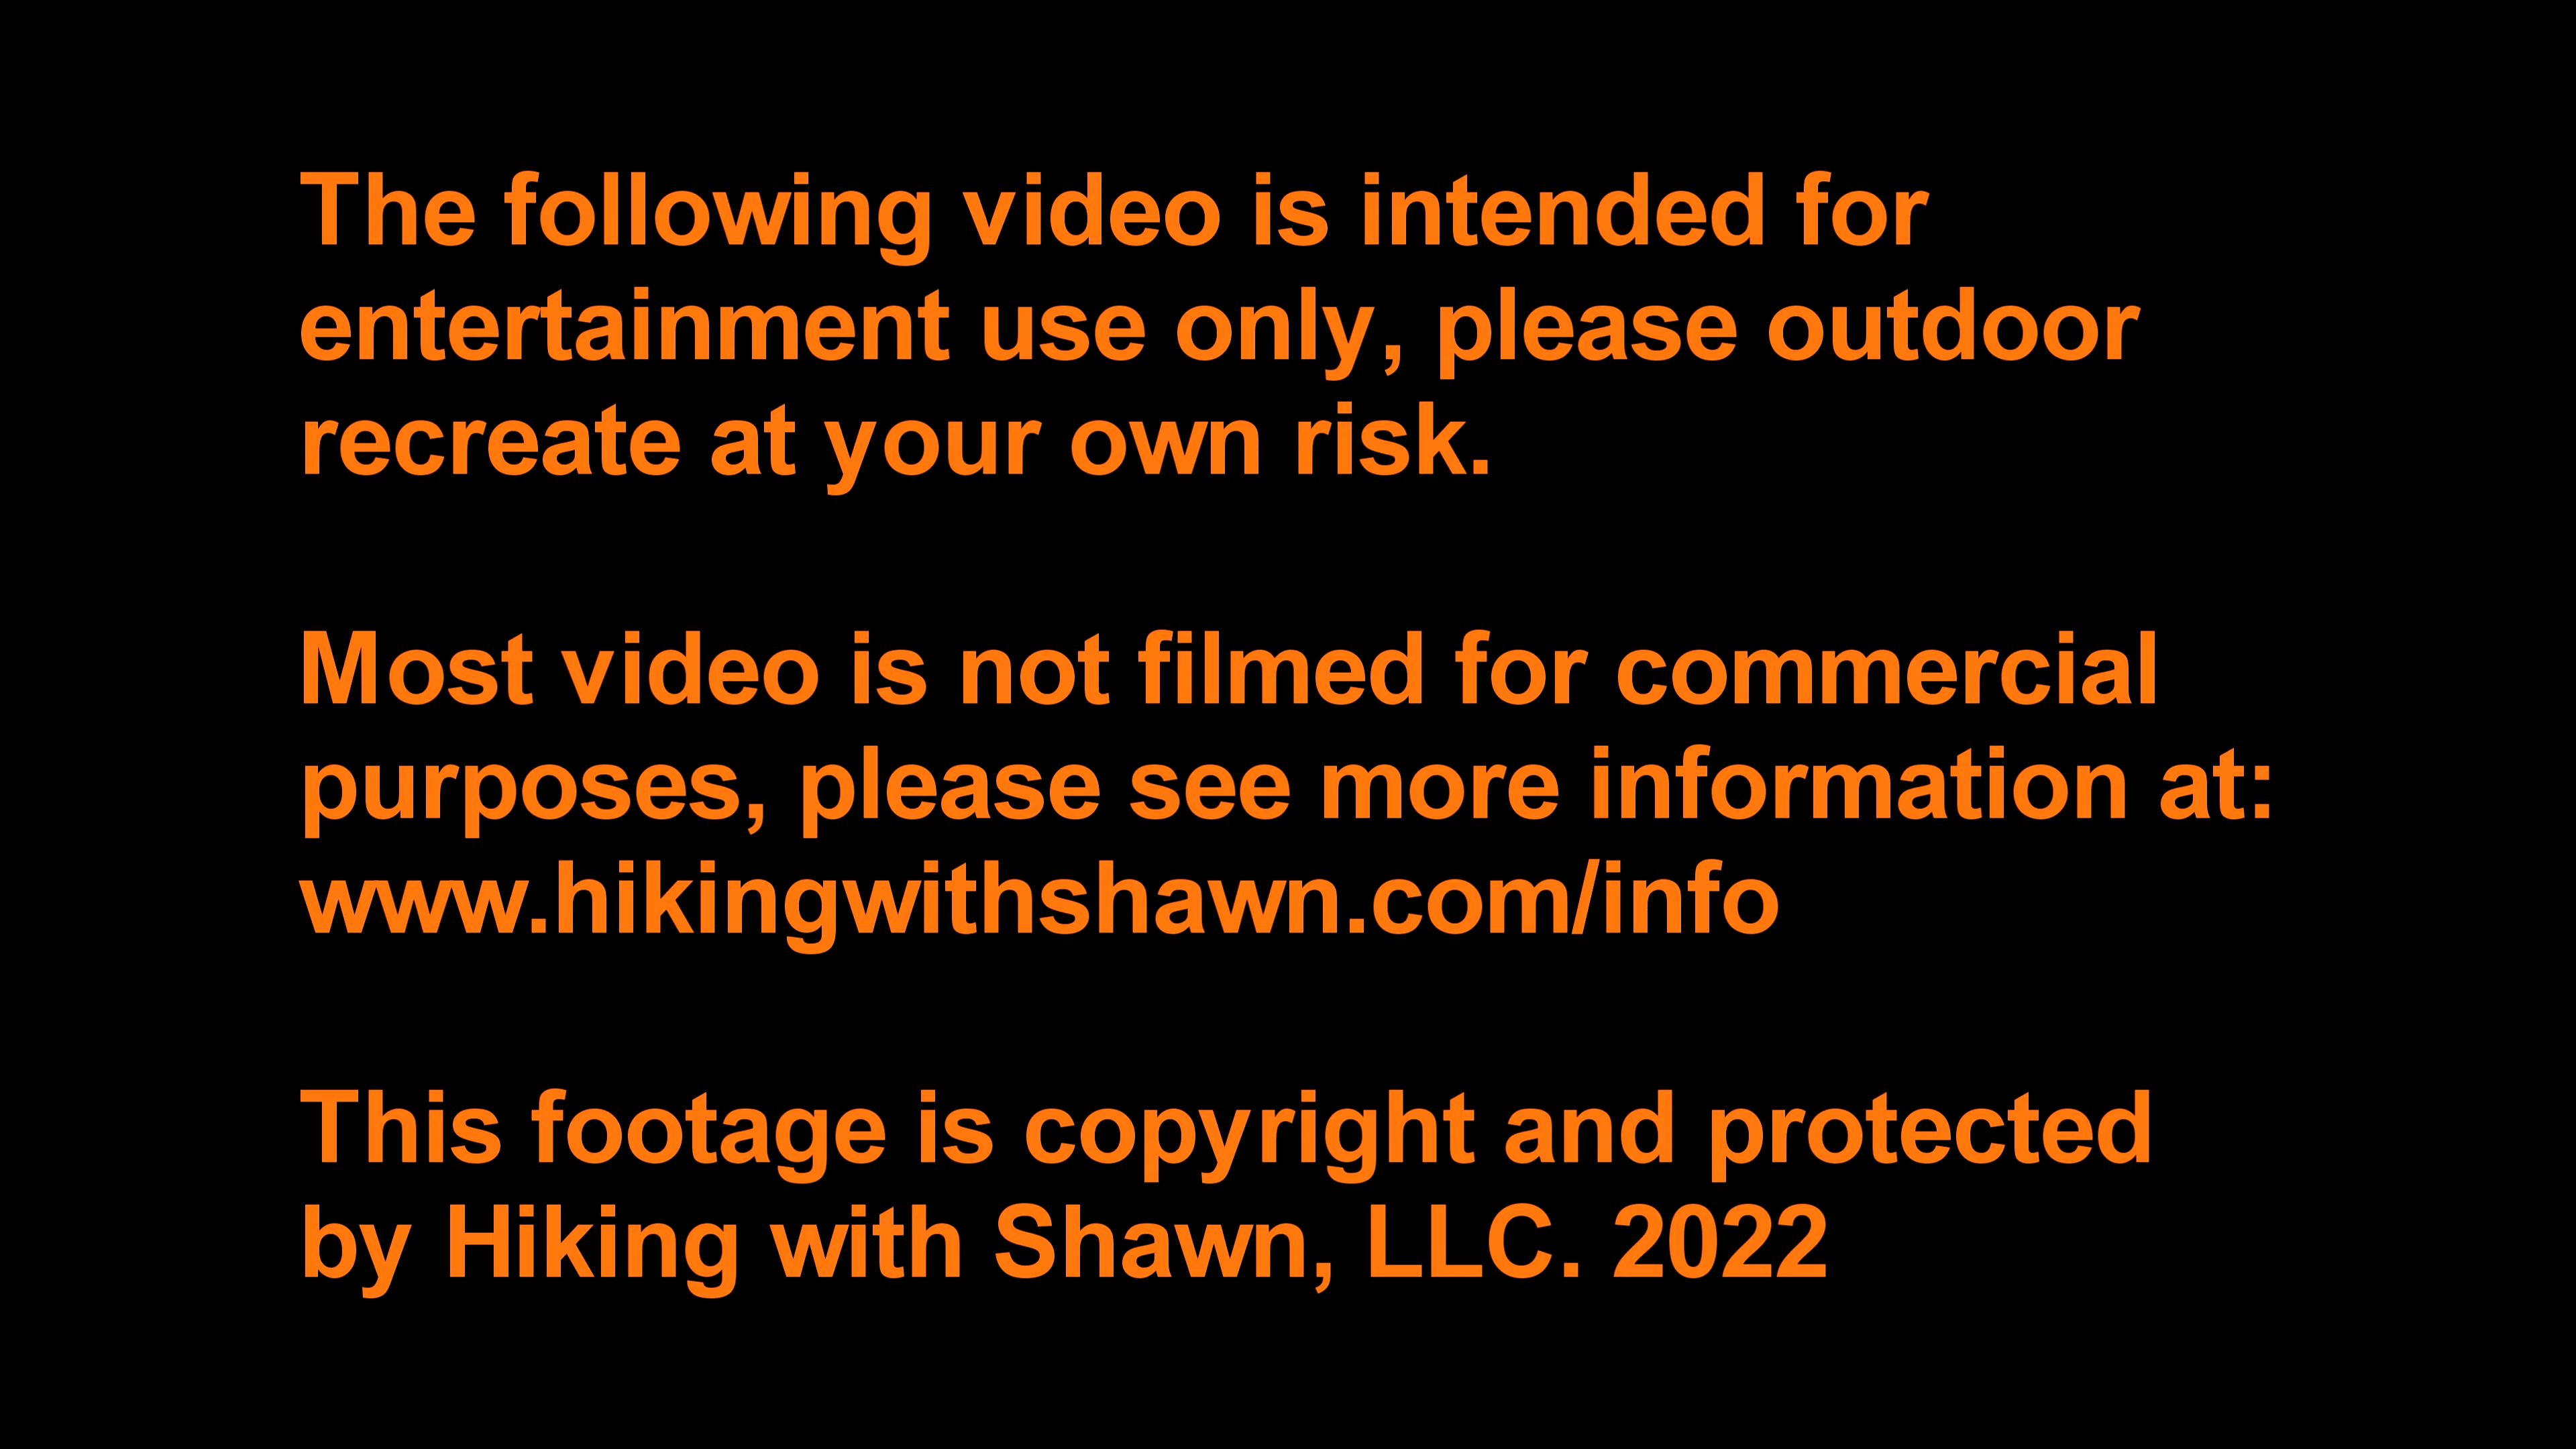 The following video is intended for
entertainment use only, please outdoor
recreate at your own risk.
Most video is not filmed for commercial
purposes, please see more information at:
www.hikingwithshawn.com/info
This footage is copyright and protected
by Hiking with Shawn, LLC. 2022